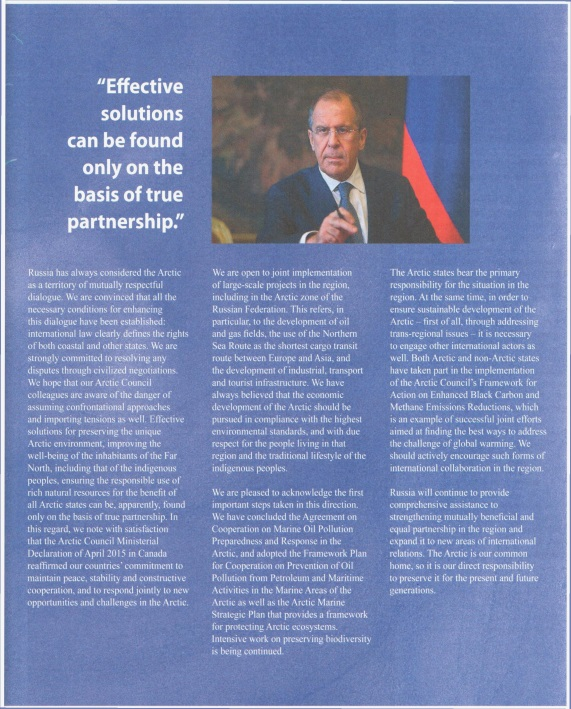 “Effective
solutions
can be found
only on the
basis of true
partnership.”
Russia has always considered the Arctic
as a territory of mutually respectful
dialogue. We are convinced that all the
necessary conditions for enhancing
this dialogue have been established:
international law clearly defines the rights
of both coastal and other states. We are
strongly committed to resolving any
disputes through civilized negotiations.
We hope that our Arctic Council
colleagues are aware of the danger of
assuming confrontational approaches
and importing tensions as well. Effective
solutions for preserving the unique
Arctic environment, improving the
well-being of the inhabitants of the Far
North, including that of the indigenous
peoples, ensuring the responsible use of
rich natural resources for the benefit of
all Arctic states can be, apparently, found
only on the basis of true partnership. In
this regard, we note with satisfaction
that the Arctic Council Ministerial
Declaration of April 2015 in Canada
reaffirmed our countries’ commitment to
maintain peace, stability and constructive
cooperation, and to respond jointly to new
opportunities and challenges in the Arctic.
We are open to joint implementation
of large-scale projects in the region,
including in the Arctic zone of the
Russian Federation. This refers, in
particular, to the development of oil
and gas fields, the use of the Northern
Sea Route as the shortest cargo transit
route between Europe and Asia, and
the development of industrial, transport
and tourist infrastructure. We have
always believed that the economic
development of the Arctic should be
pursued in compliance with the highest
environmental standards, and with due
respect for the people living in that
region and the traditional lifestyle of the
indigenous peoples.
We are pleased to acknowledge the first
important steps taken in this direction.
We have concluded the Agreement on
Cooperation on Marine Oil Pollution
Preparedness and Response in the
Arctic, and adopted the Framework Plan
for Cooperation on Prevention of Oil
Pollution from Petroleum and Maritime
Activities in the Marine Areas of the
Arctic as well as the Arctic Marine
Strategic Plan that provides a framework
for protecting Arctic ecosystems.
Intensive work on preserving biodiversity
is being continued.
The Arctic states bear the primary
responsibility for the situation in the
region. At the same time, in order to
ensure sustainable development of the
Arctic – first of all, through addressing
trans-regional issues – it is necessary
to engage other international actors as
well. Both Arctic and non-Arctic states
have taken part in the implementation
of the Arctic Council’s Framework for
Action on Enhanced Black Carbon and
Methane Emissions Reductions, which
is an example of successful joint efforts
aimed at finding the best ways to address
the challenge of global warming. We
should actively encourage such forms of
international collaboration in the region.
Russia will continue to provide
comprehensive assistance to
strengthening mutually beneficial and
equal partnership in the region and
expand it to new areas of international
relations. The Arctic is our common
home, so it is our direct responsibility
to preserve it for the present and future
generations.